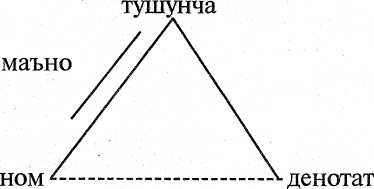 тушунча
маъно
ном денотат